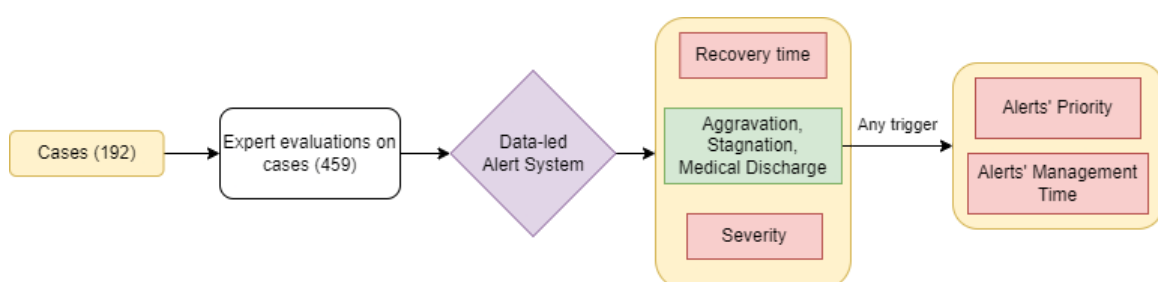 Cases (192)
Expert evaluations on
cases (459)
Data-led
Alert System
Recovery time
Aggravation,
Stagnation,
Medical Discharge
Severity
Any trigger
Alerts' Priority
Alerts' Management
Time